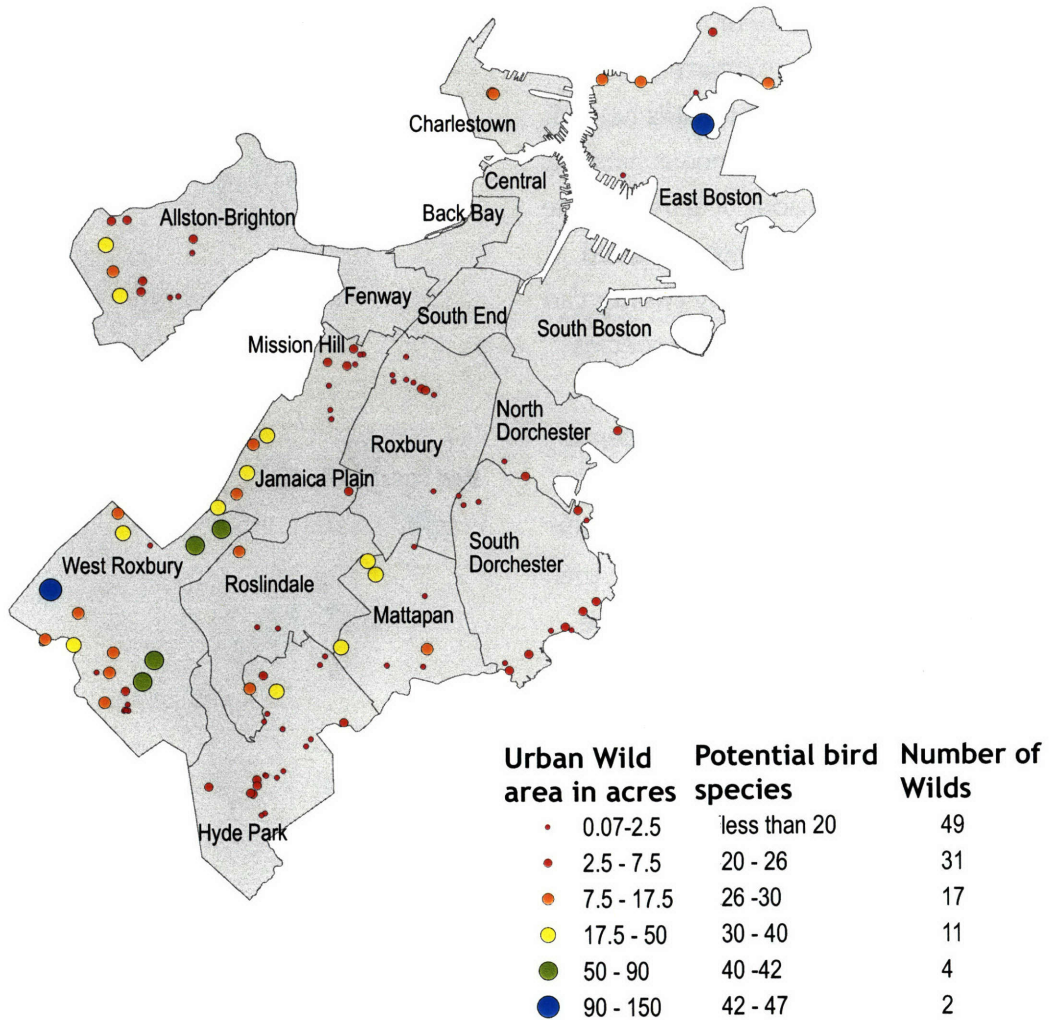 Charlestown
Central
East Boston
Back Bay
Allston-Brighton
Fenway
South End
South Boston
Mission Hill
North
Dorchester
Roxbury
Jamaica Plain
South
Dorchester
West Roxbury
Roslindale
Mattapan
Hyde Park
Urban Wild Potential bird Number of
area in acres species Wilds
0.07-2.5 less than 20 49
2.5 - 7.5 20 - 26 31
7.5 - 17.5 26 -30 17
17.5 - 50 30 - 40 11
50 - 90 40 -42 4
90 - 150 42 - 47 2